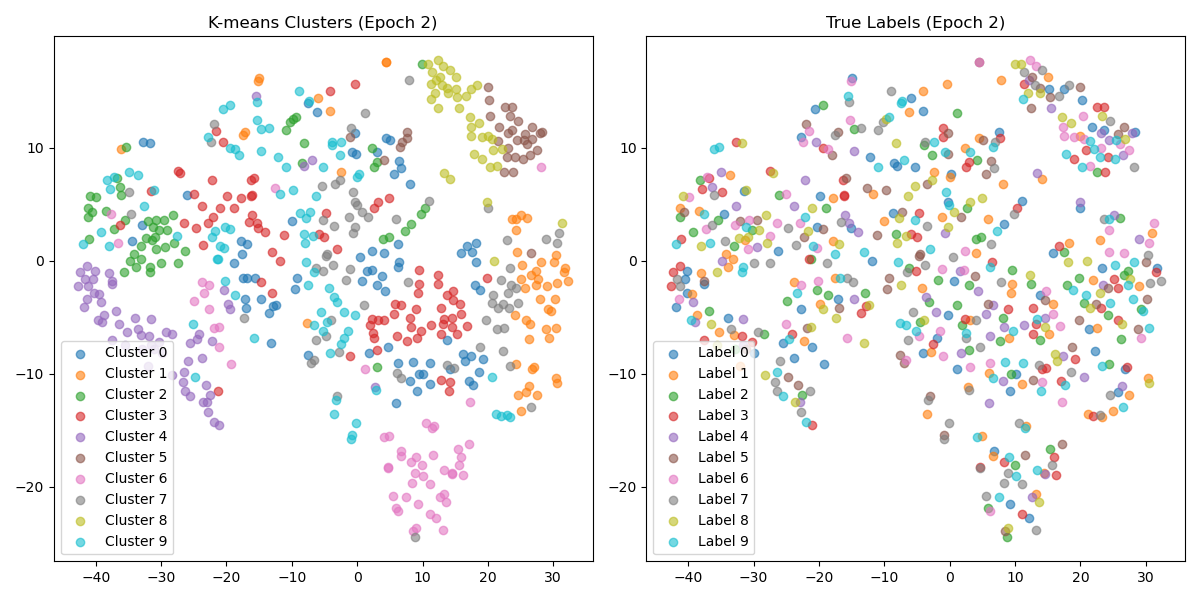 K-means Clusters (Epoch 2)
10
0
−10
−20
Cluster 0
Cluster 1
Cluster 2
Cluster 3
Cluster 4
Cluster 5
Cluster 6
Cluster 7
Cluster 8
Cluster 9
−40 −30 −20 −10 0 10 20 30
True Labels (Epoch 2)
10
0
−10
−20
Label 0
Label 1
Label 2
Label 3
Label 4
Label 5
Label 6
Label 7
Label 8
Label 9
−40 −30 −20 −10 0 10 20 30